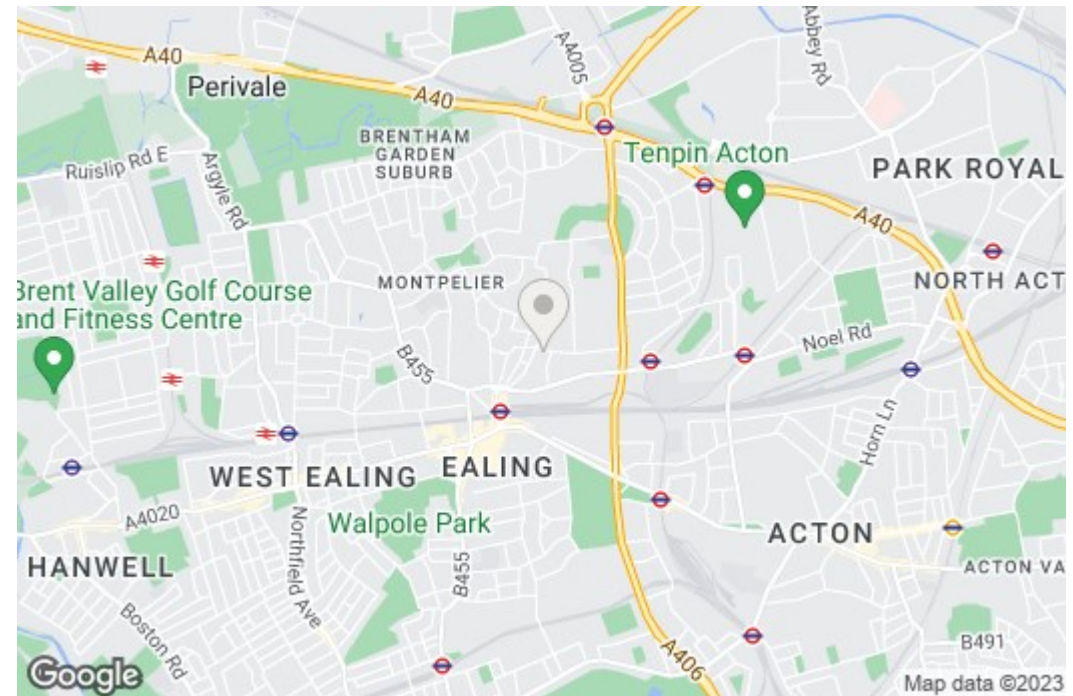 A40
A4005
Abbey Rd
Perivale
A40
BRENTHAM
GARDEN
SUBURB
Tenpin Acton
Ruislip Rd E
Argyle Rd
PARK ROYAL
A40
MONTPELIER
NORTH ACT
Brent Valley Golf Course
and Fitness Centre
Noel Rd
B455
Horn Ln
WEST EALING
EALING
A4020
Northfield Ave
Walpole Park
ACTON
HANWELL
B455
ACTON VA
Boston Rd
B491
A406
Google
Map data ©2023